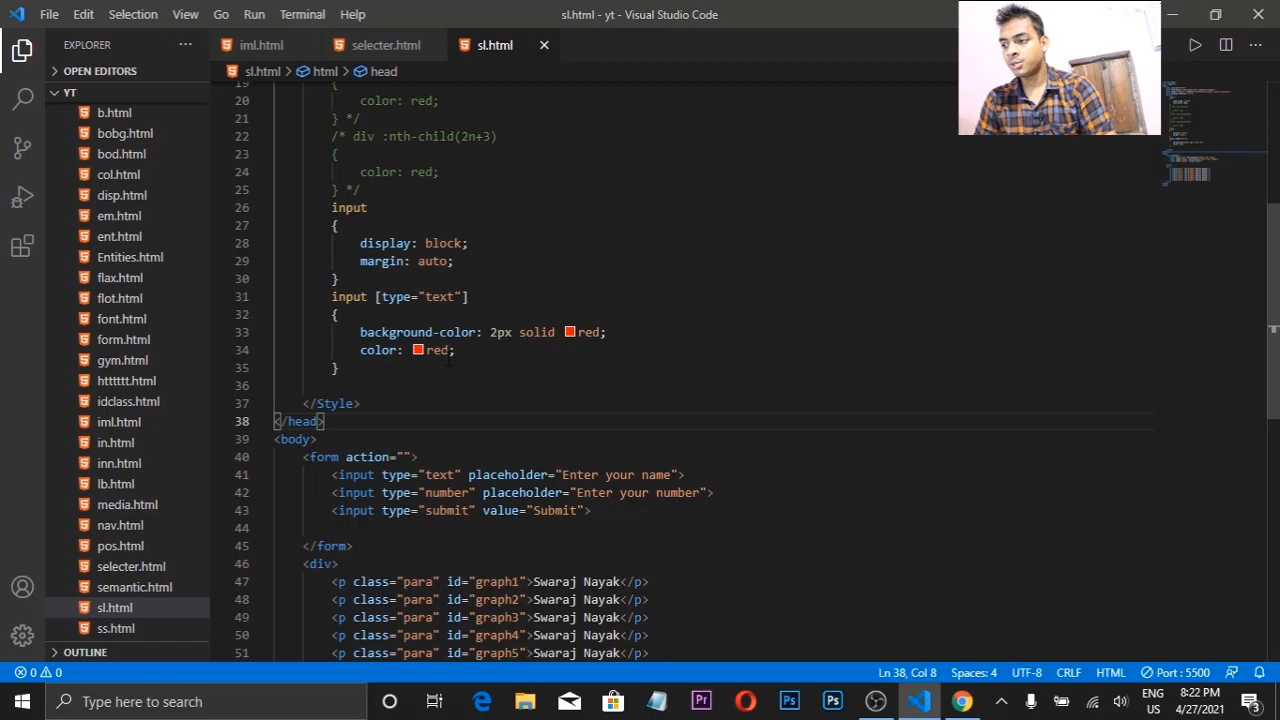 File Edit Selection View Go Run Terminal Help
sl.html - yt - Visual Studio Code
EXPLORER ···
OPEN EDITORS
YT
b.html
bobg.html
bod.html
col.html
disp.html
em.html
ent.html
Entities.html
flax.html
flot.html
font.html
form.html
gym.html
httttttt.html
idclass.html
iml.html
in.html
inn.html
lb.html
media.html
nav.html
pos.html
selecter.html
semantic.html
sl.html
ss.html
OUTLINE
iml.html selecter.html sl.html
sl.html > html > head
19 {
20 color: red;
21 } */
22 /* div :nth-child(2n+3)
23 {
24 color: red;
25 } */
26 input
27 {
28 display: block;
29 margin: auto;
30 }
31 input [type="text"]
32 {
33 background-color: 2px solid red;
34 color: red;
35 }
36
37 </Style>
38 </head>
39 <body>
40 <form action="">
41 <input type="text" placeholder="Enter your name">
42 <input type="number" placeholder="Enter your number">
43 <input type="submit" value="Submit">
44
45 </form>
46 <div>
47 <p class="para" id="graph1">Swaraj Nayak</p>
48 <p class="para" id="graph2">Swaraj Nayak</p>
49 <p class="para" id="graph3">Swaraj Nayak</p>
50 <p class="para" id="graph4">Swaraj Nayak</p>
51 <p class="para" id="graph5">Swaraj Nayak</p>
0 0 Ln 38, Col 8 Spaces: 4 UTF-8 CRLF HTML Port : 5500
Type here to search
Pr Ps Ps
ENG US
8:22 PM
4/27/2021
3